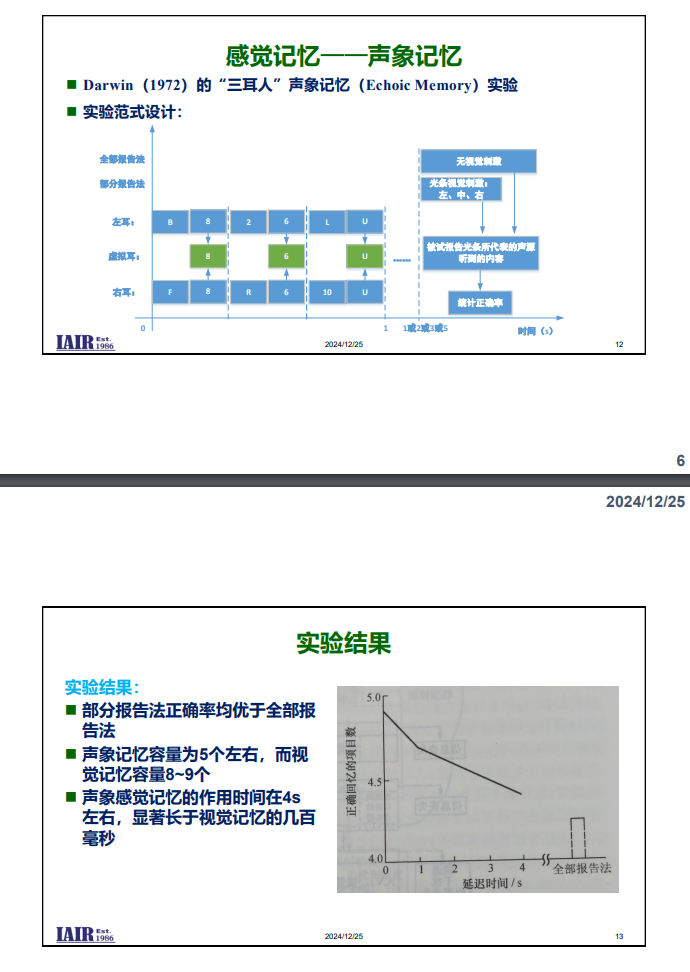 感觉记忆——声象记忆
Darwin（1972）的“三耳人”声象记忆（Echoic Memory）实验
实验范式设计：
全部报告法
部分报告法
无视觉刺激
光条视觉刺激：
左、中、右
左耳：
B 8 2 6 L U
虚拟耳：
8 6 U
......
被试报告光条所代表的声源
听到的内容
右耳：
F 8 R 6 10 U
统计正确率
0 1 1或2或3或5 时间（s）
IAIR Est. 1986
2024/12/25
12
6
2024/12/25
实验结果
实验结果：
部分报告法正确率均优于全部报
告法
声象记忆容量为5个左右，而视
觉记忆容量8~9个
声象感觉记忆的作用时间在4s
左右，显著长于视觉记忆的几百
毫秒
正确回忆的项目数
5.0
4.5
4.0
0 1 2 3 4 全部报告法
延迟时间 / s
IAIR Est. 1986
2024/12/25
13